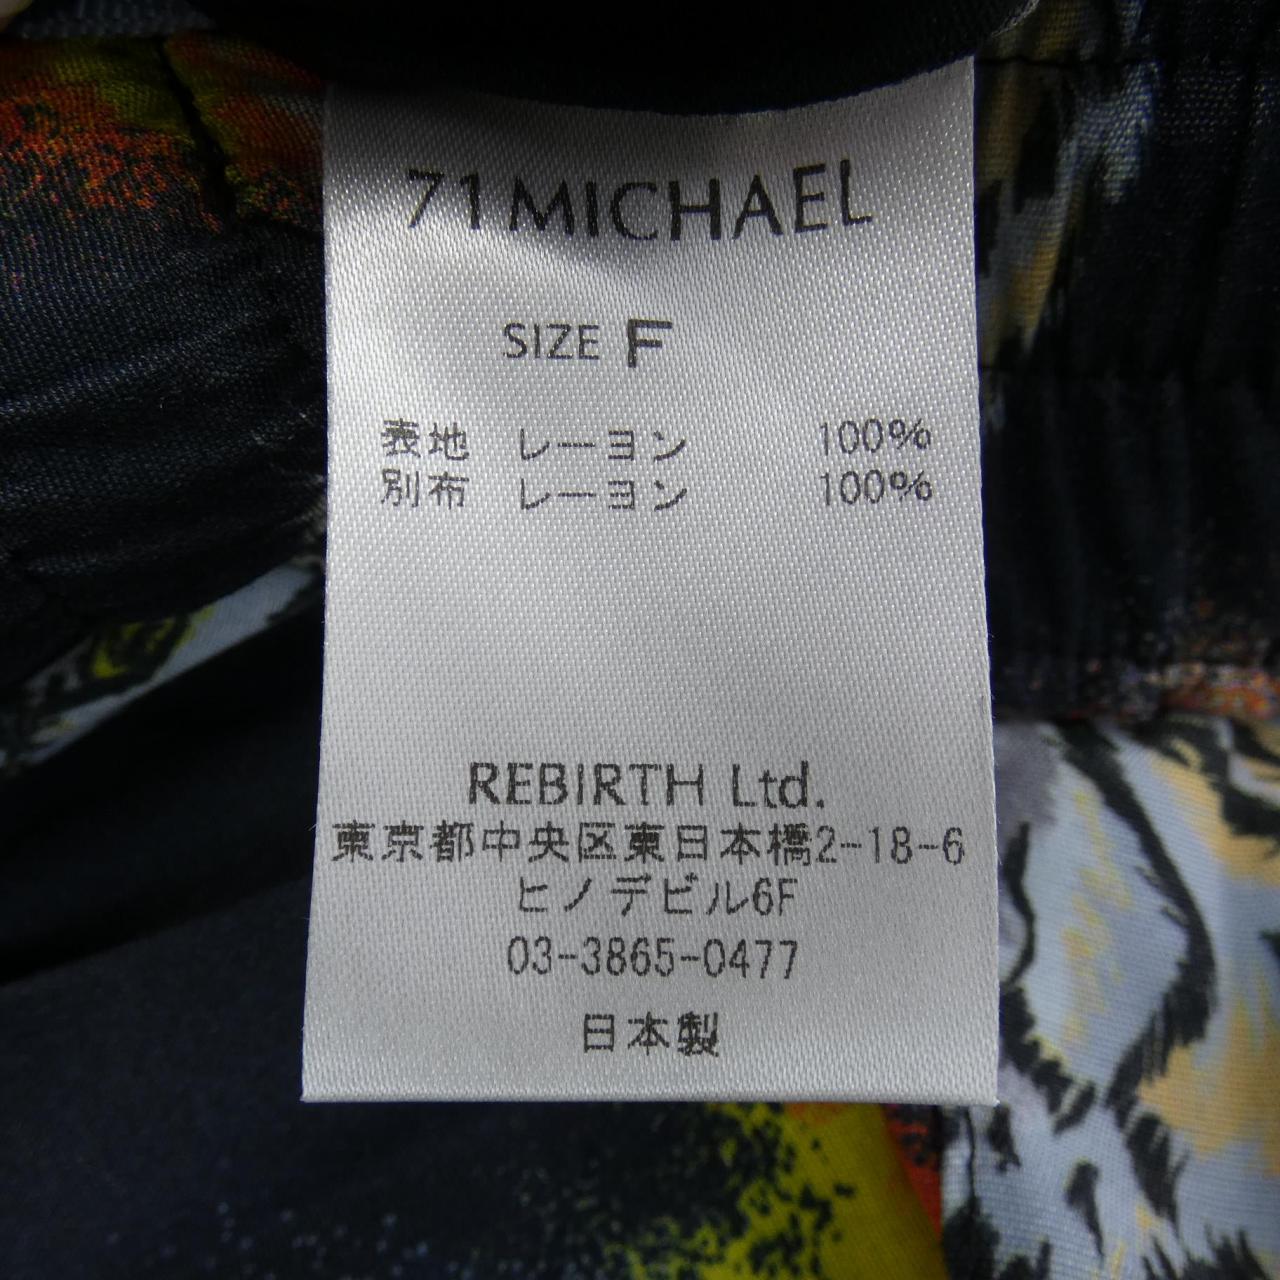 71MICHAEL
SIZE F
表地 レーヨン 100%
別布 レーヨン 100%
REBIRTH Ltd.
東京都中央区東日本橋2-18-6
ヒノデビル6F
03-3865-0477
日本製